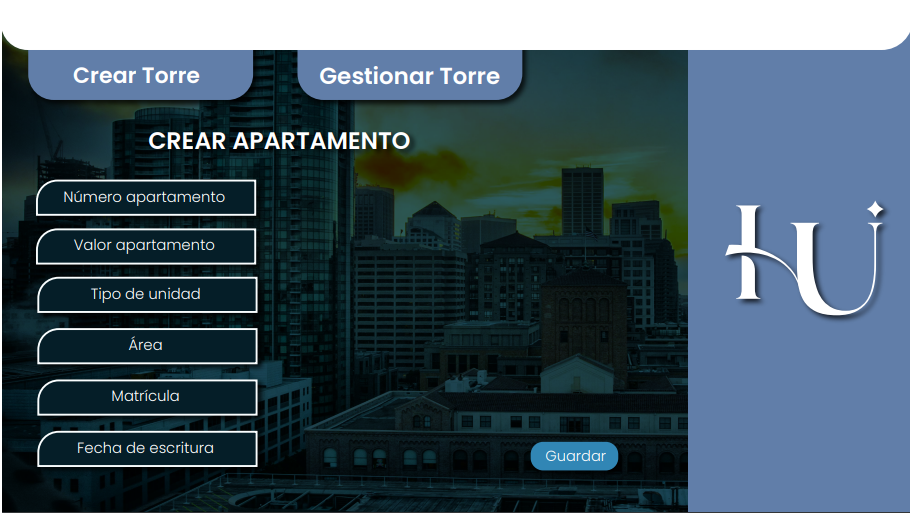 Crear Torre
Gestionar Torre
CREAR APARTAMENTO
Número apartamento
Valor apartamento
Tipo de unidad
Área
Matrícula
Fecha de escritura
Guardar
HU